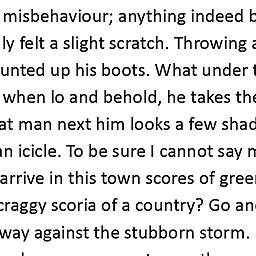 misbehaviour; anything indeed
ly felt a slight scratch. Throwing
unted up his boots. What under
when lo and behold, he takes the
at man next him looks a few shad
an icicle. To be sure I cannot say
arrive in this town scores of gree
craggy scoria of a country? Go an
way against the stubborn storm.